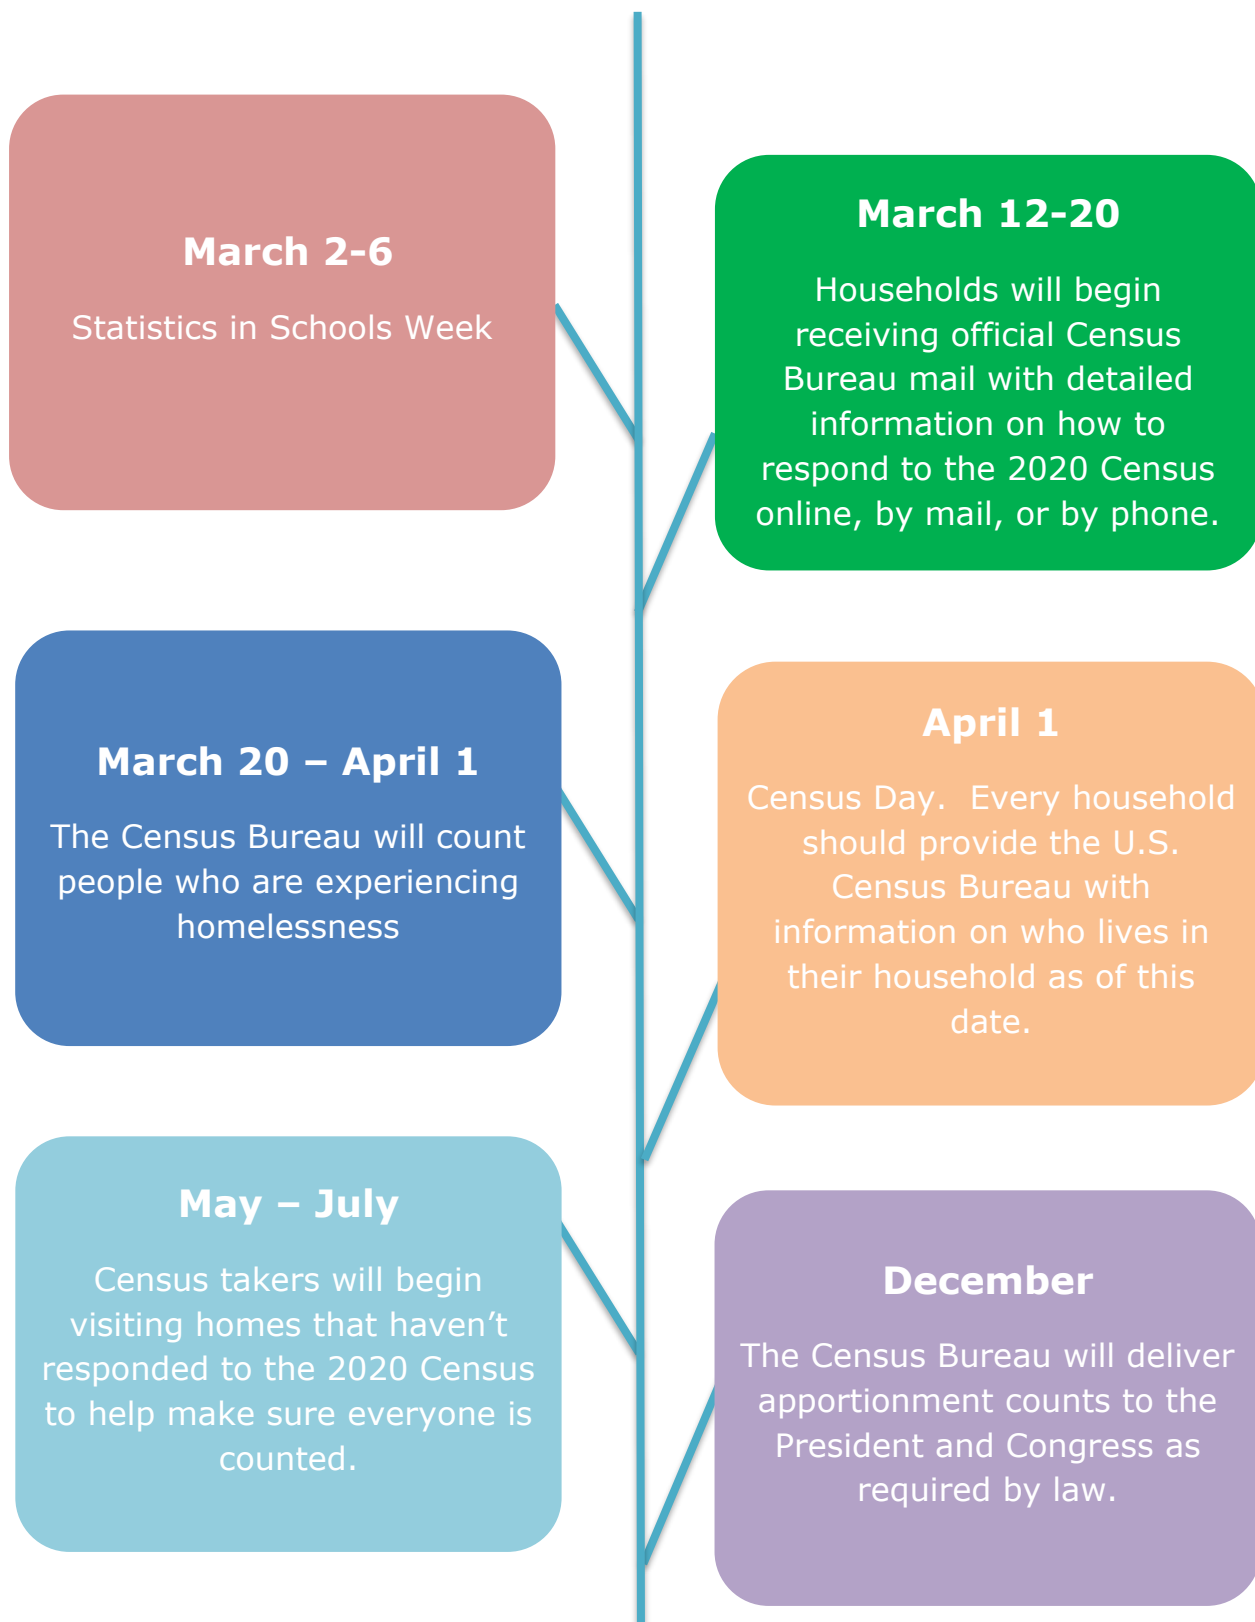 March 2-6
Statistics in Schools Week
March 12-20
Households will begin
receiving official Census
Bureau mail with detailed
information on how to
respond to the 2020 Census
online, by mail, or by phone.
March 20 – April 1
The Census Bureau will count
people who are experiencing
homelessness
April 1
Census Day.  Every household
should provide the U.S.
Census Bureau with
information on who lives in
their household as of this
date.
May – July
Census takers will begin
visiting homes that haven’t
responded to the 2020 Census
to help make sure everyone is
counted.
December
The Census Bureau will deliver
apportionment counts to the
President and Congress as
required by law.